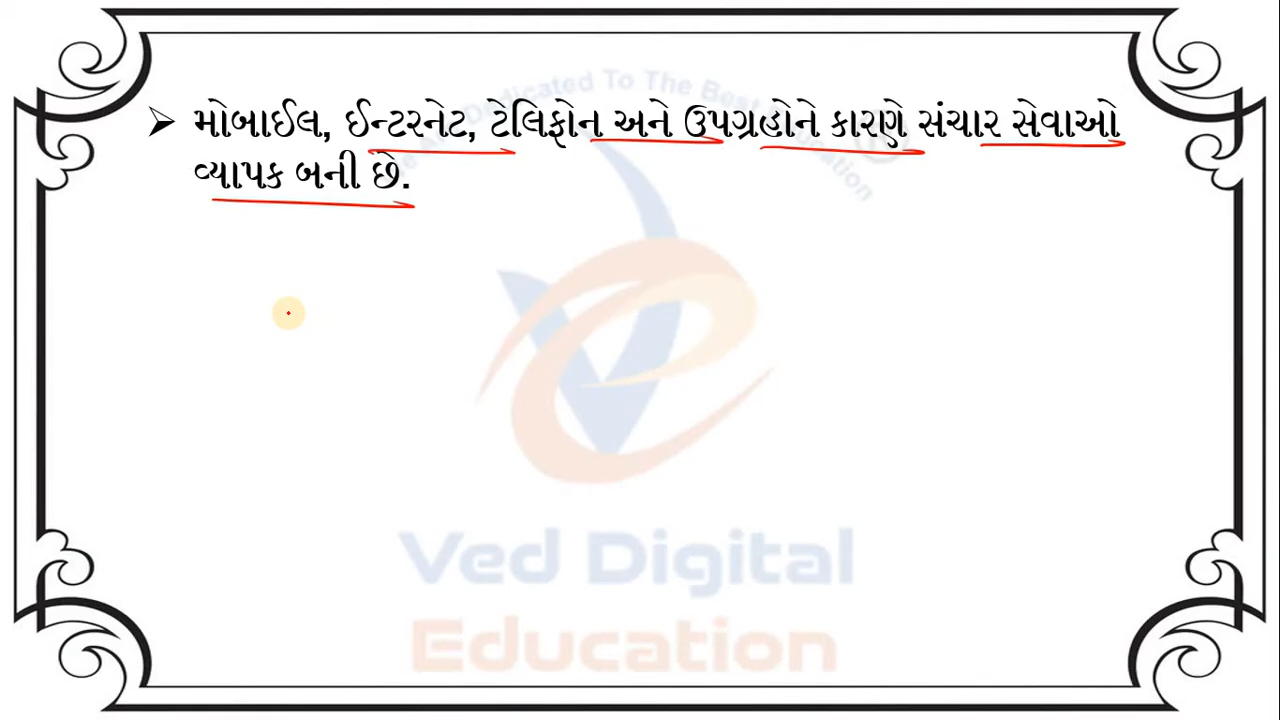 ➢ મોબાઈલ, ઈન્ટરનેટ, ટેલિફોન અને ઉપગ્રહોને કારણે સંચાર સેવાઓ
વ્યાપક બની છે.
Ved Digital
Education